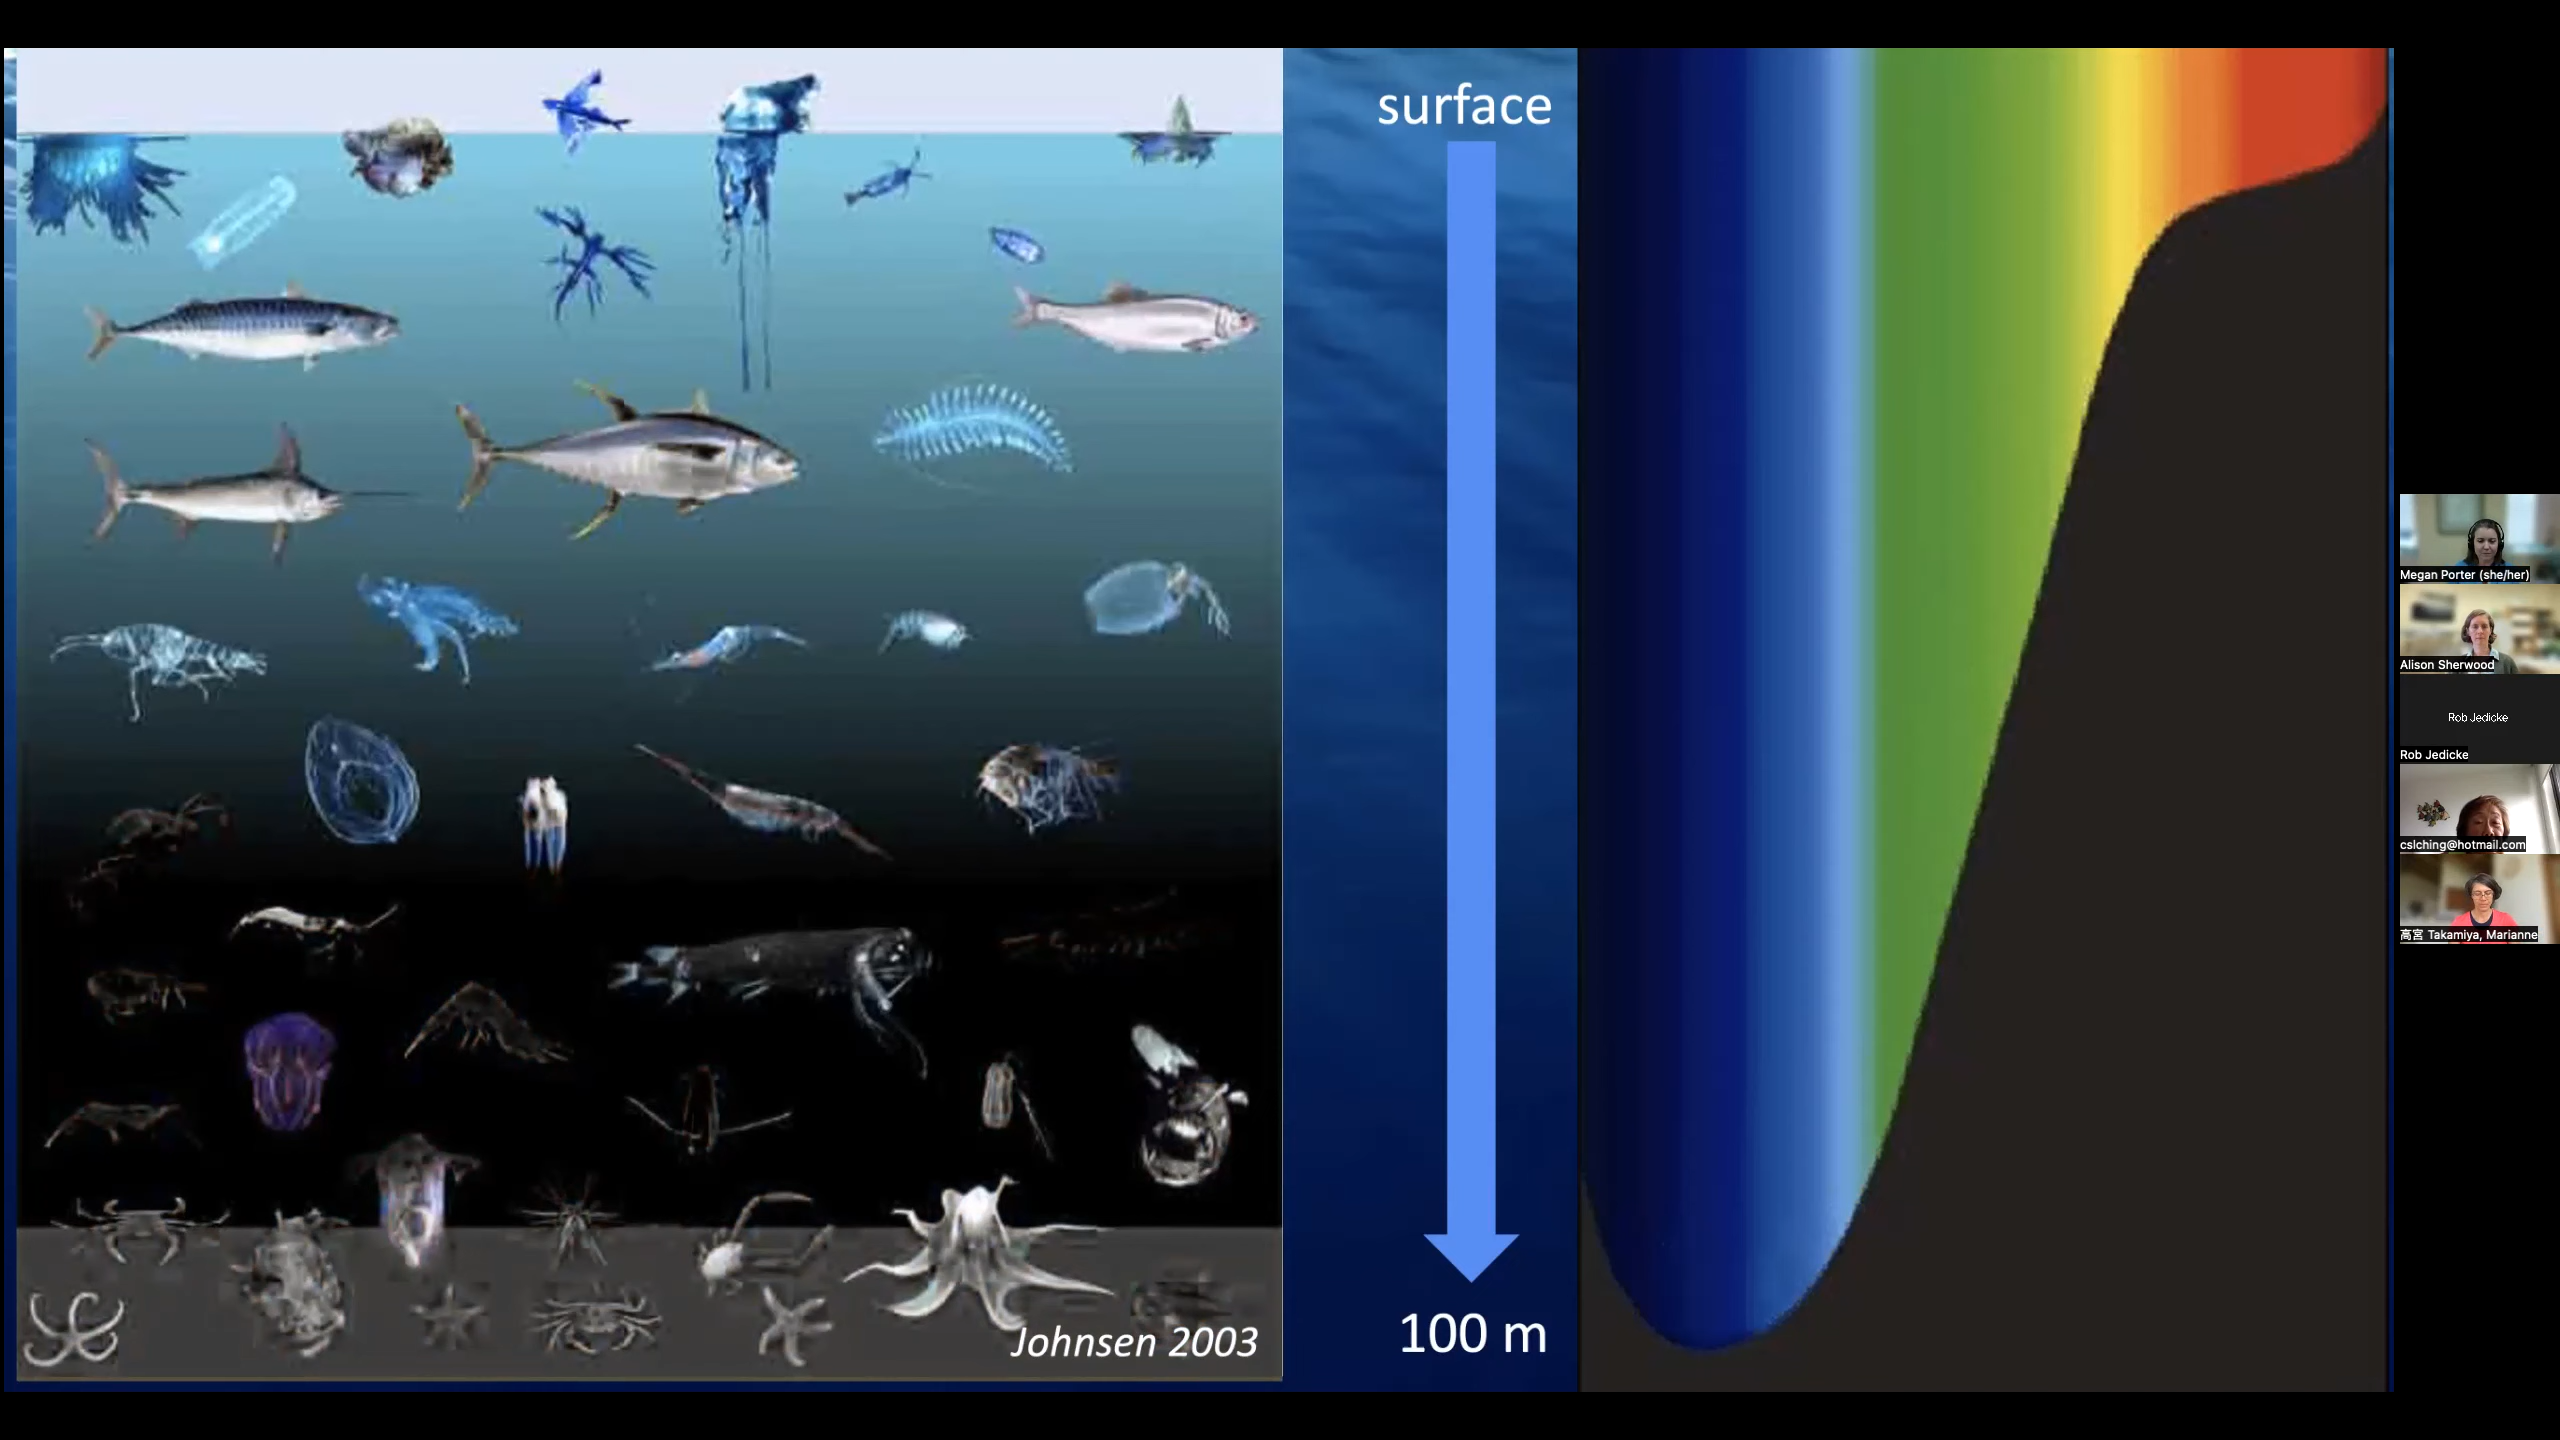 surface
100 m
Johnsen 2003
Megan Porter (she/her)
Alison Sherwood
Rob Jedicke
Rob Jedicke
cslching@hotmail.com
高宮 Takamiya, Marianne